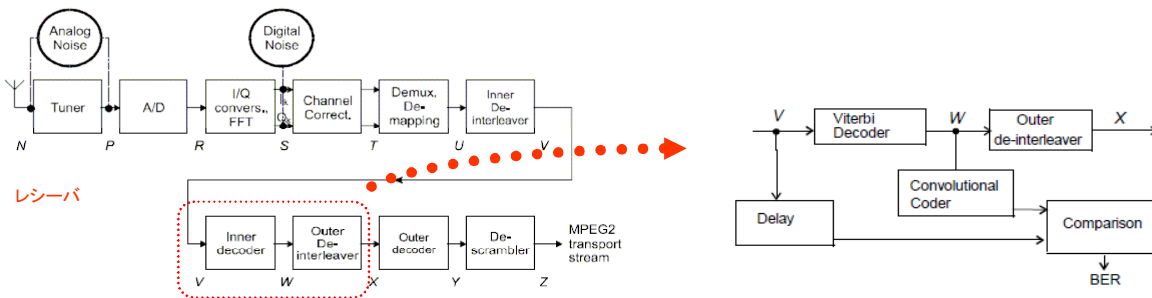 Analog
Noise
Digital
Noise
Tuner
A/D
I/Q
convers.,
FFT
Channel
Correct.
Demux.
De-
mapping
Inner
De-
interleaver
N
P
R
S
T
U
V
レシーバ
Inner
decoder
Outer
De-
interleaver
Outer
decoder
De-
scrambler
MPEG2
transport
stream
V
W
X
Y
Z
V
Viterbi
Decoder
W
Outer
de-interleaver
X
Convolutional
Coder
Delay
Comparison
BER